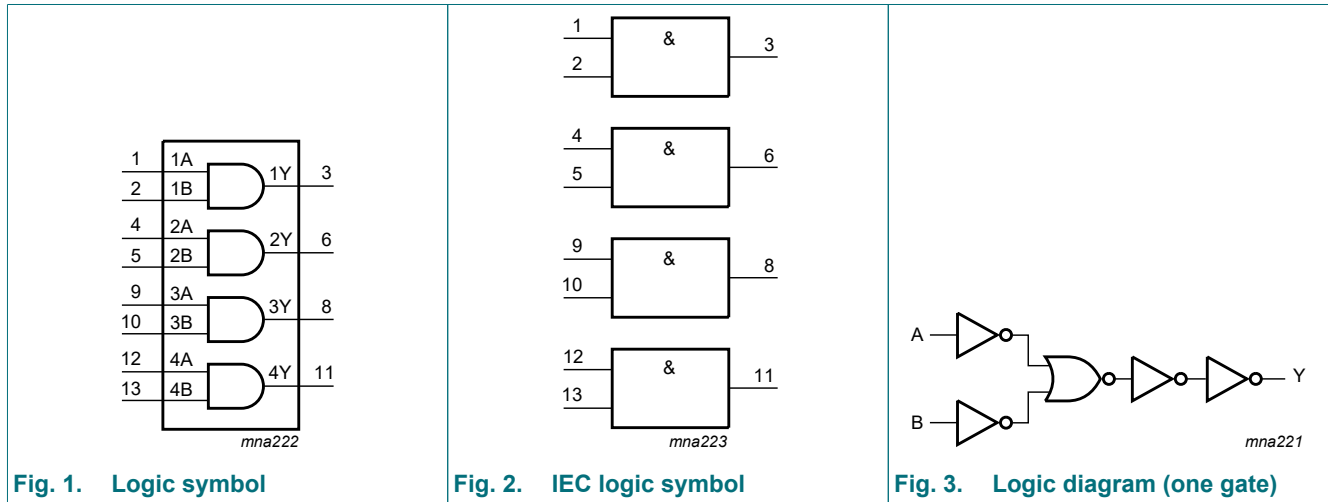 1 1A 1Y 3
2 1B
4 2A 2Y 6
5 2B
9 3A 3Y 8
10 3B
12 4A 4Y 11
13 4B
mna222
Fig. 1. Logic symbol
1 & 3
2
4 & 6
5
9 & 8
10
12 & 11
13
mna223
Fig. 2. IEC logic symbol
A
Y
B
mna221
Fig. 3. Logic diagram (one gate)